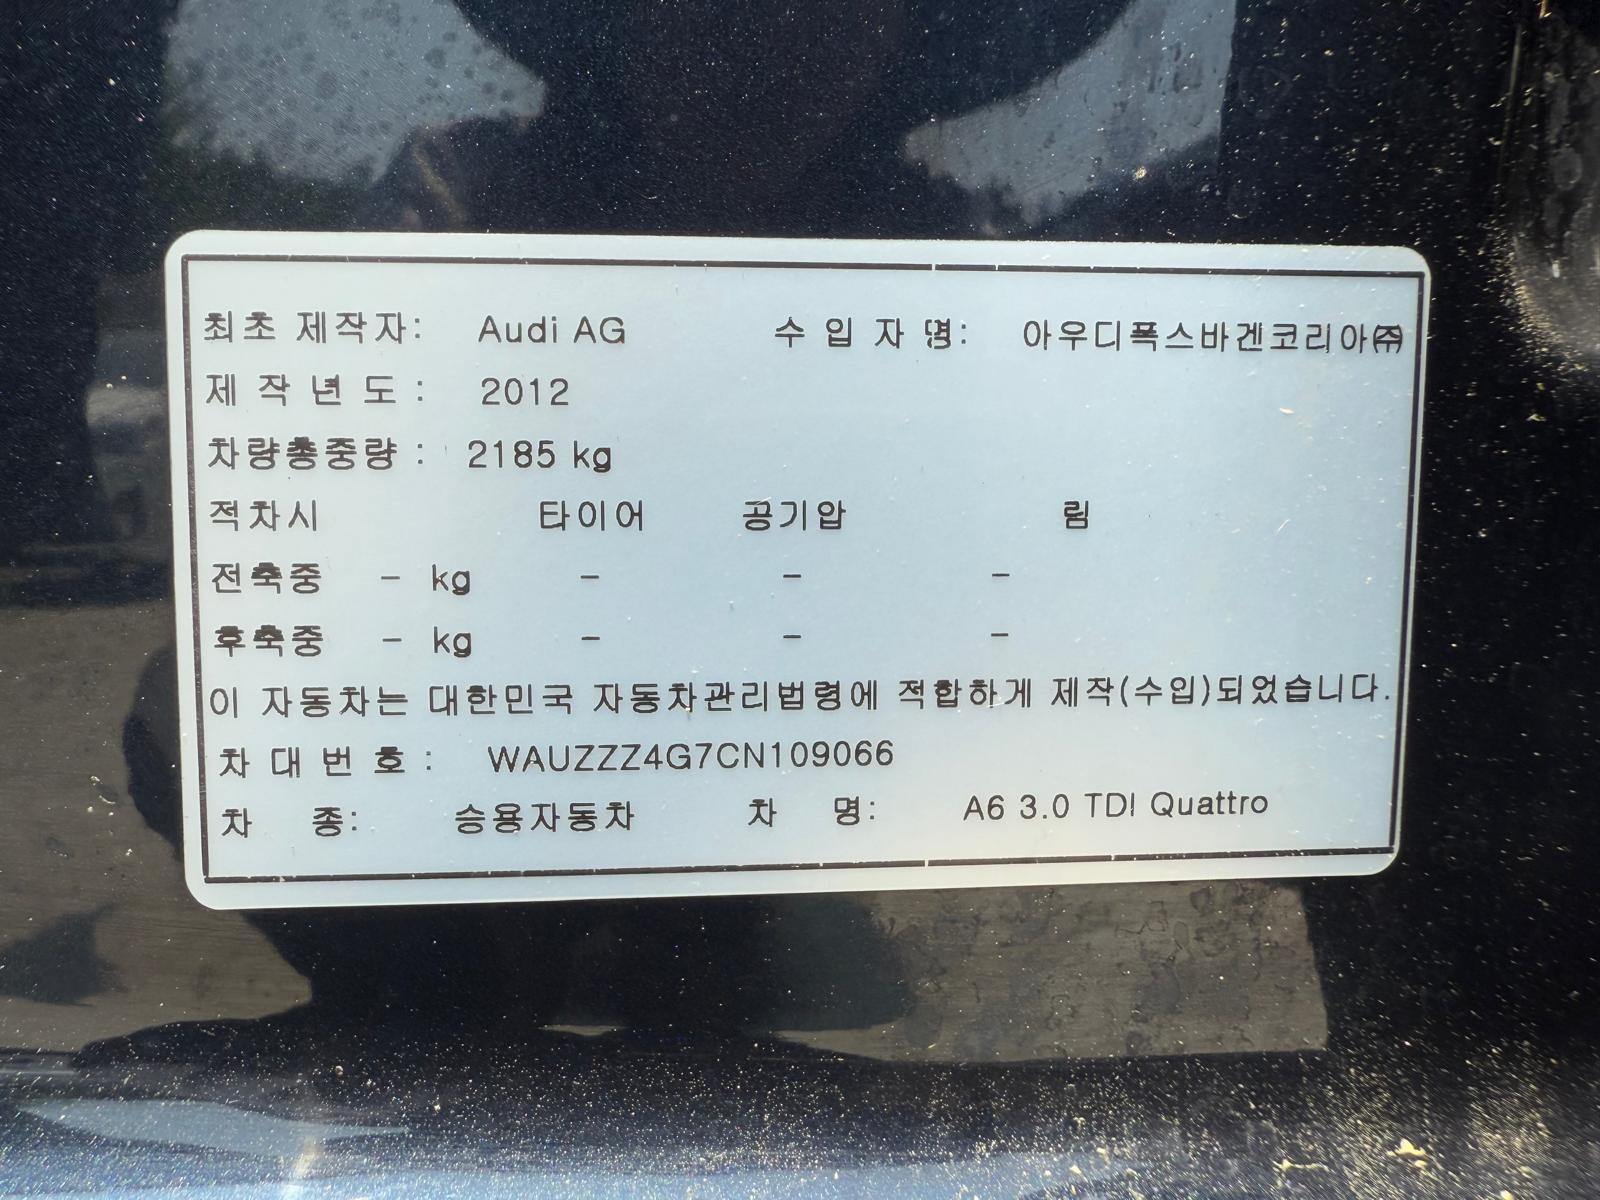 최초 제작자: Audi AG 수 입 자 명: 아우디폭스바겐코리아㈜
제 작 년 도 : 2012
차량총중량 : 2185 kg
적차시 타이어 공기압 림
전축중 - kg - - -
후축중 - kg - - -
이 자동차는 대한민국 자동차관리법령에 적합하게 제작(수입)되었습니다.
차 대 번 호 : WAUZZZ4G7CN109066
차 종: 승용자동차 차 명: A6 3.0 TDI Quattro